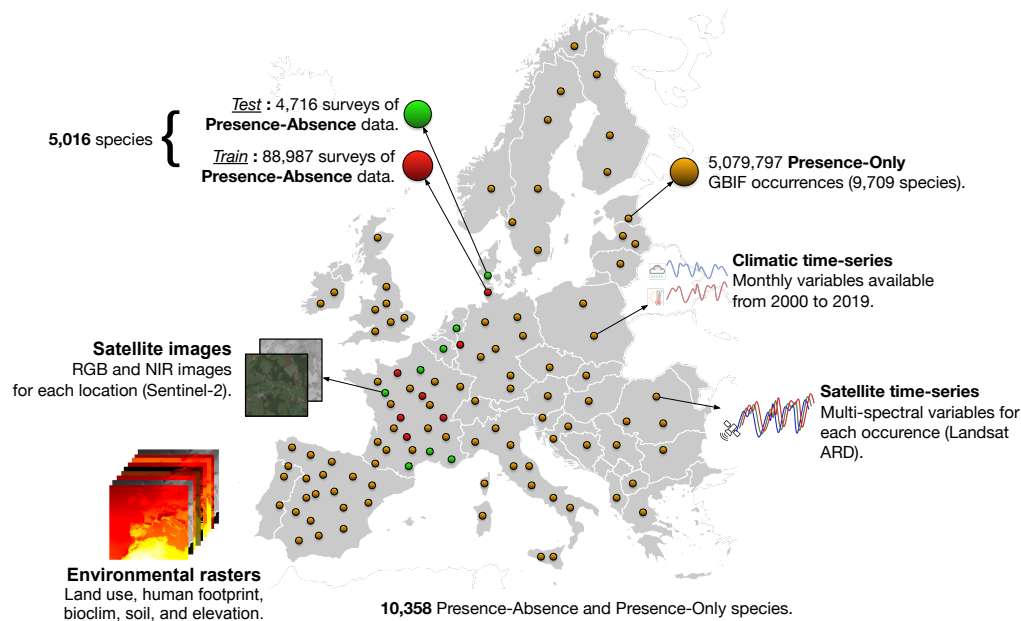 Test : 4,716 surveys of
Presence-Absence data.
5,016 species
Train : 88,987 surveys of
Presence-Absence data.
5,079,797 Presence-Only
GBIF occurrences (9,709 species).
Climatic time-series
Monthly variables available
from 2000 to 2019.
Satellite images
RGB and NIR images
for each location (Sentinel-2).
Satellite time-series
Multi-spectral variables for
each occurence (Landsat
ARD).
Environmental rasters
Land use, human footprint,
bioclim, soil, and elevation.
10,358 Presence-Absence and Presence-Only species.